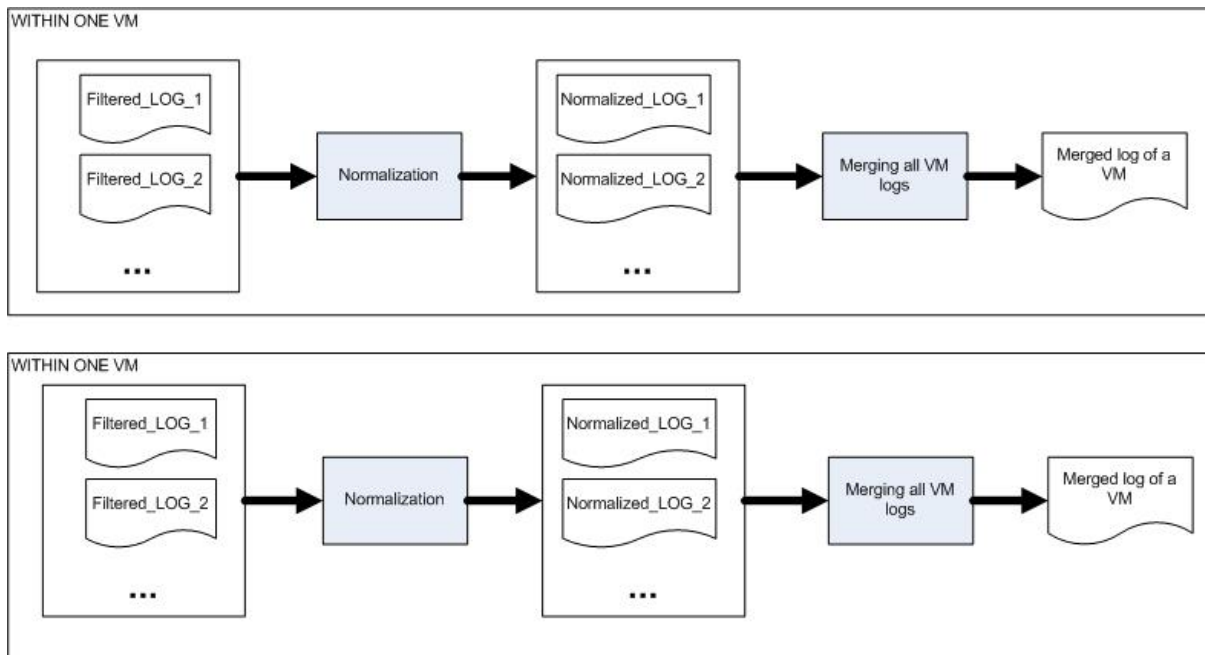 WITHIN ONE VM
Filtered_LOG_1
Filtered_LOG_2
...
Normalization
Normalized_LOG_1
Normalized_LOG_2
...
Merging all VM
logs
Merged log of a
VM
WITHIN ONE VM
Filtered_LOG_1
Filtered_LOG_2
...
Normalization
Normalized_LOG_1
Normalized_LOG_2
...
Merging all VM
logs
Merged log of a
VM